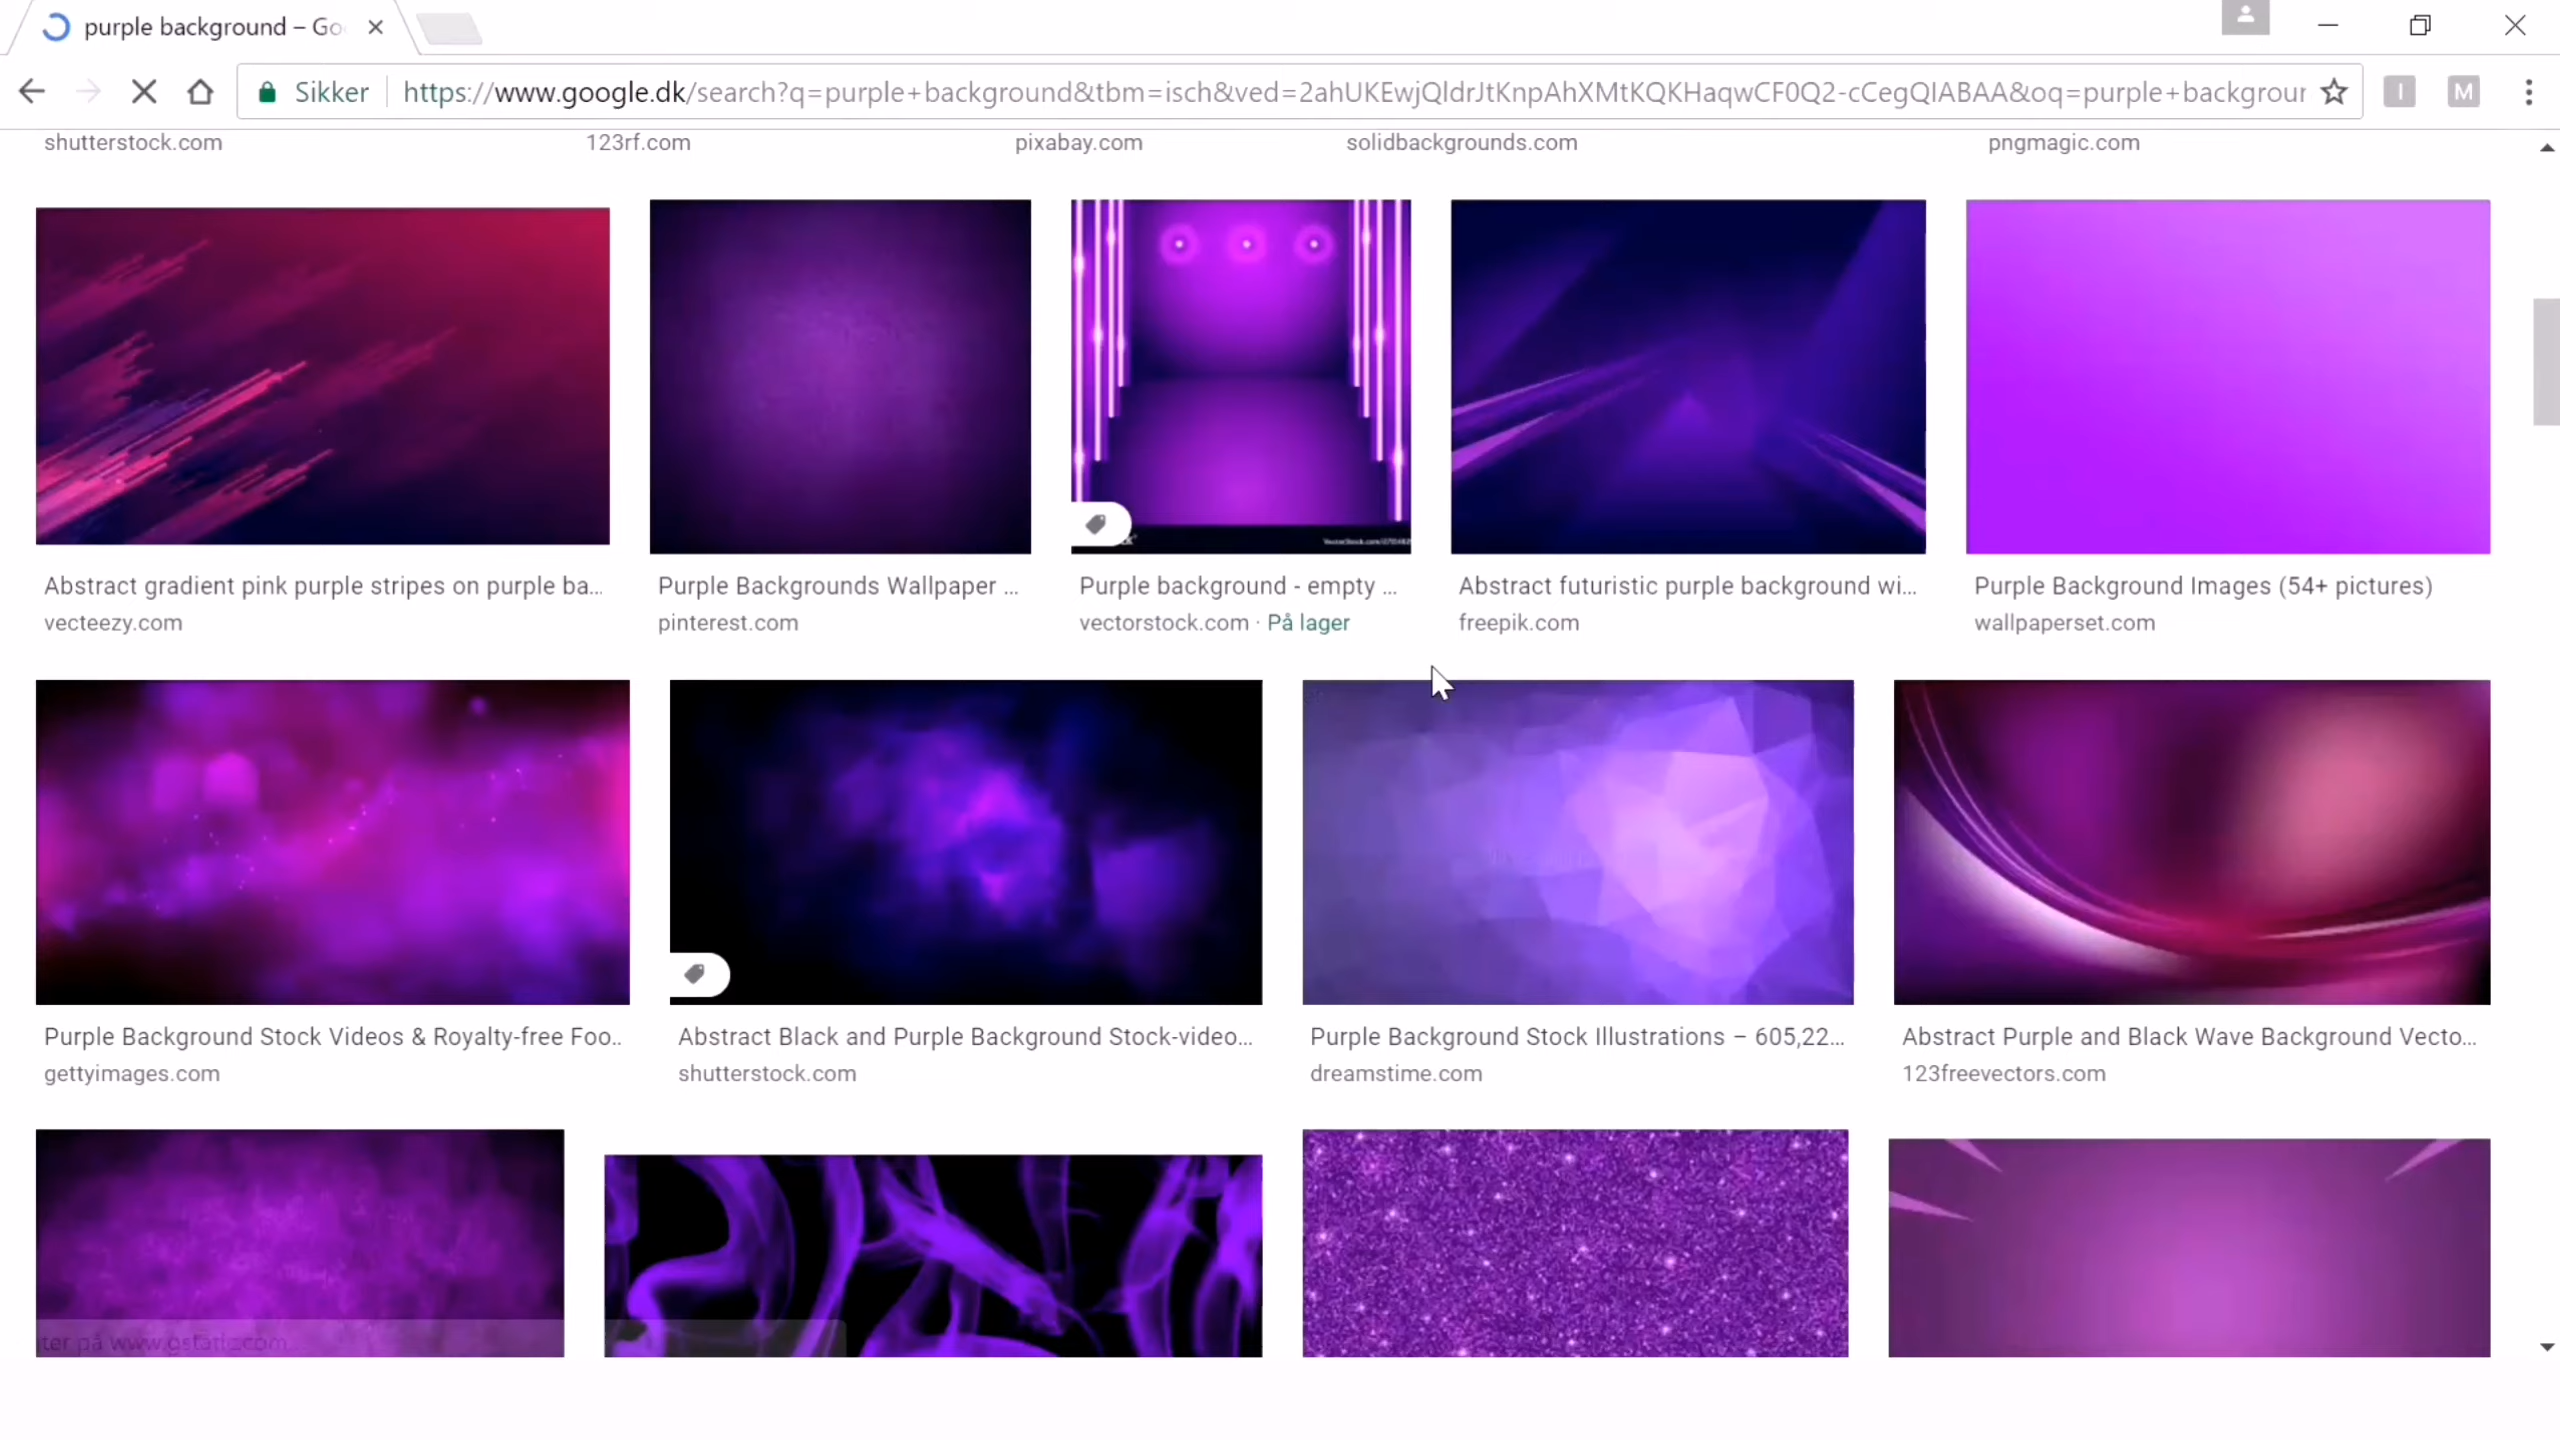 purple background – Go
Sikker
https://www.google.dk/search?q=purple+background&tbm=isch&ved=2ahUKEwjQldrJtKnpAhXMtKQKHaqwCF0Q2-cCegQIABAA&oq=purple+backgrour
I
M
shutterstock.com
123rf.com
pixabay.com
solidbackgrounds.com
pngmagic.com
Abstract gradient pink purple stripes on purple ba...
vecteezy.com
Purple Backgrounds Wallpaper ...
pinterest.com
Purple background - empty ...
vectorstock.com · På lager
Abstract futuristic purple background wi...
freepik.com
Purple Background Images (54+ pictures)
wallpaperset.com
Purple Background Stock Videos & Royalty-free Foo..
gettyimages.com
Abstract Black and Purple Background Stock-video...
shutterstock.com
Purple Background Stock Illustrations – 605,22...
dreamstime.com
Abstract Purple and Black Wave Background Vecto...
123freevectors.com
ter på www.gstatic.com...